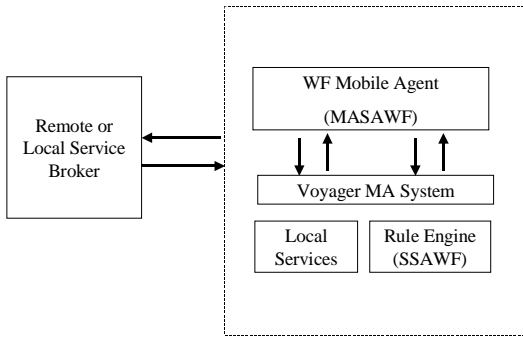 Remote or
Local Service
Broker
WF Mobile Agent
(MASAWF)
Voyager MA System
Local
Services
Rule Engine
(SSAWF)